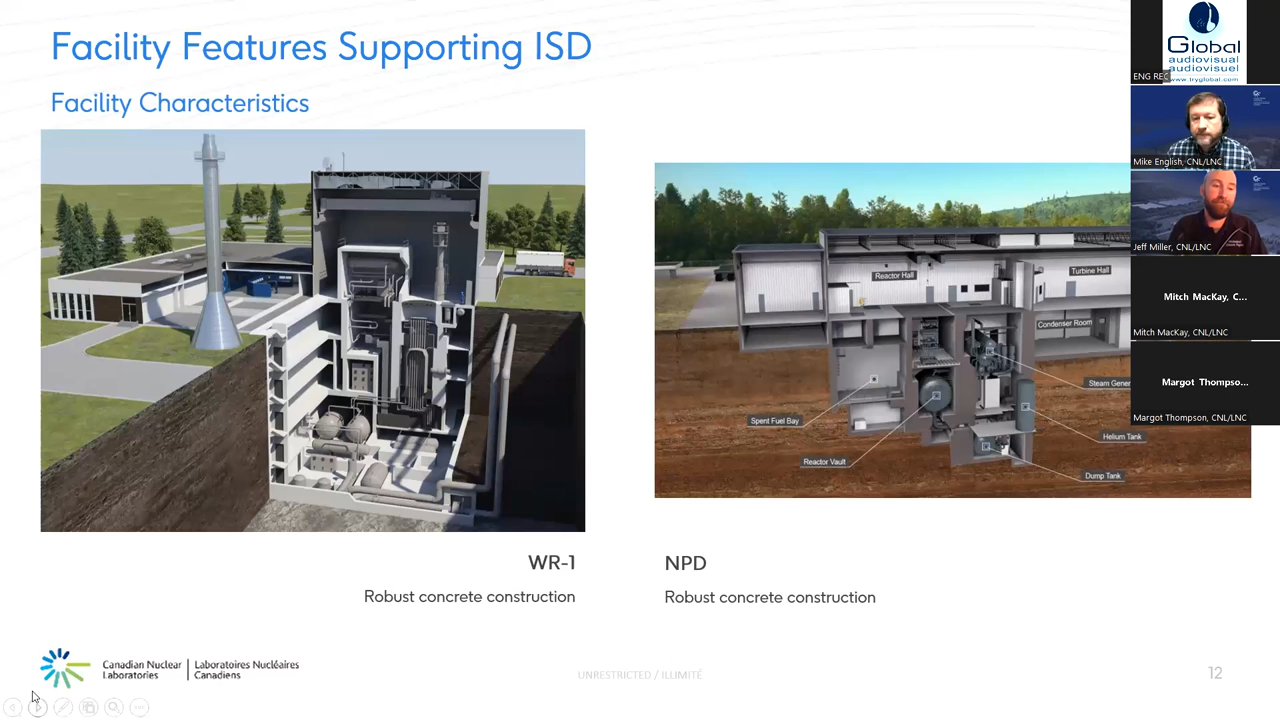 Facility Features Supporting ISD
Facility Characteristics
Reactor Hall
Turbine Hall
Condenser Room
Steam Gener
Spent Fuel Bay
Helium Tank
Reactor Vault
Dump Tank
WR-1
Robust concrete construction
NPD
Robust concrete construction
Canadian Nuclear Laboratories
Laboratoires Nucléaires Canadiens
UNRESTRICTED / ILLIMITÉ
12
Global
audiovisual
audiovisuel
www.tryglobal.com
ENG REC
Mike English, CNL/LNC
Jeff Miller, CNL/LNC
Mitch MacKay, C...
Mitch MacKay, CNL/LNC
Margot Thompso...
Margot Thompson, CNL/LNC